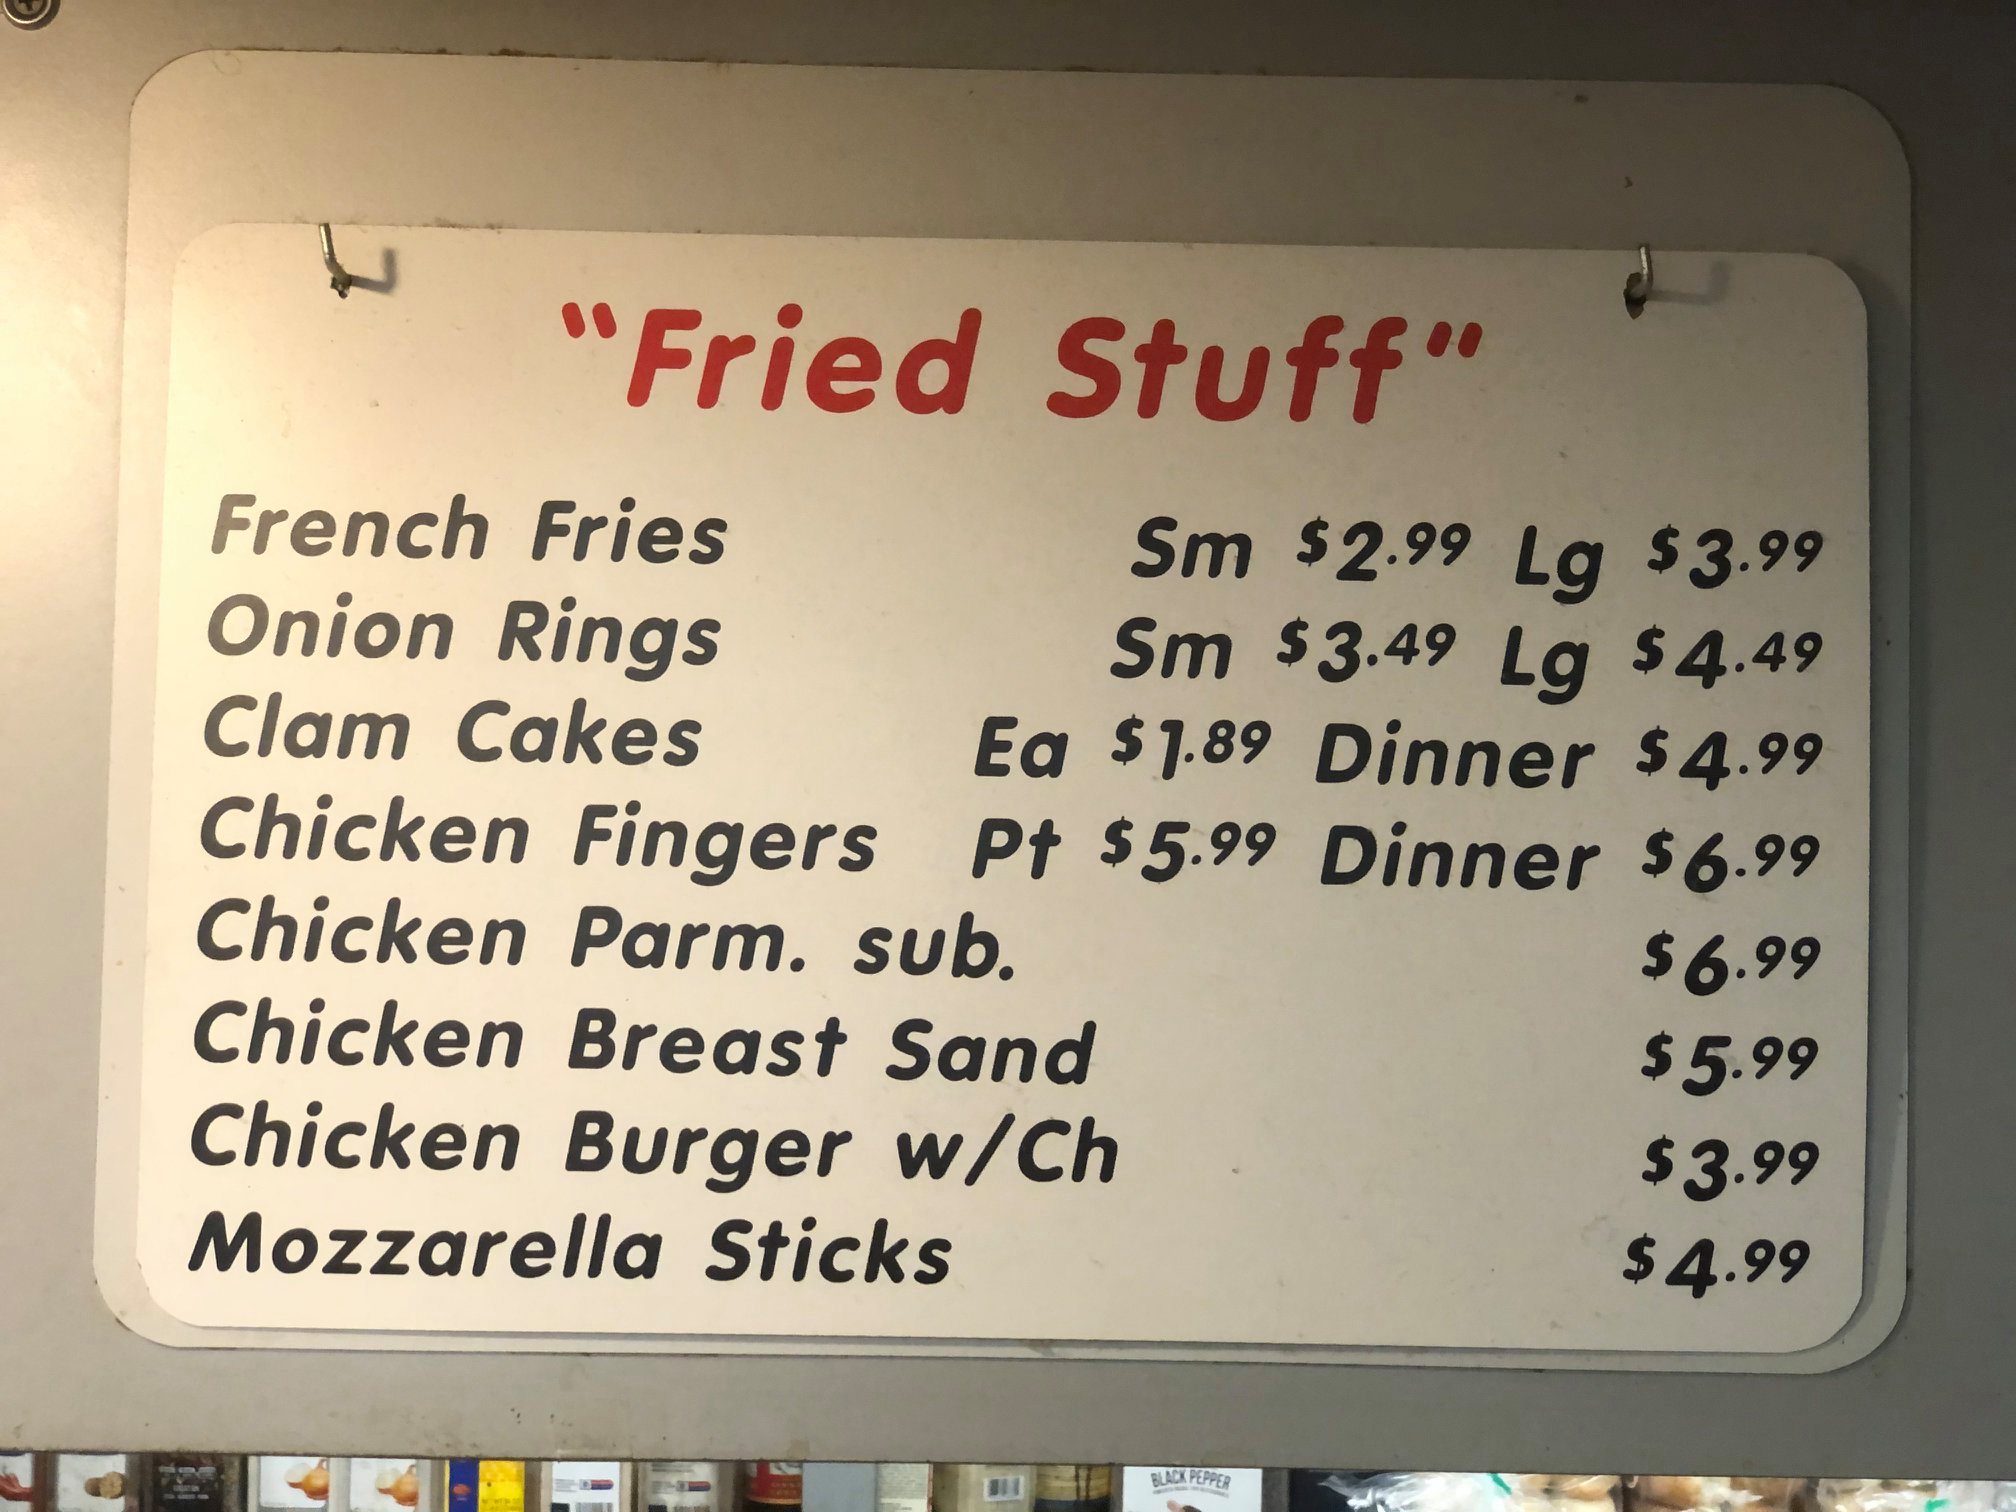 "Fried Stuff"
French Fries Sm $2.99 Lg $3.99
Onion Rings Sm $3.49 Lg $4.49
Clam Cakes Ea $1.89 Dinner $4.99
Chicken Fingers Pt $5.99 Dinner $6.99
Chicken Parm. sub. $6.99
Chicken Breast Sand $5.99
Chicken Burger w/Ch $3.99
Mozzarella Sticks $4.99
BLACK PEPPER